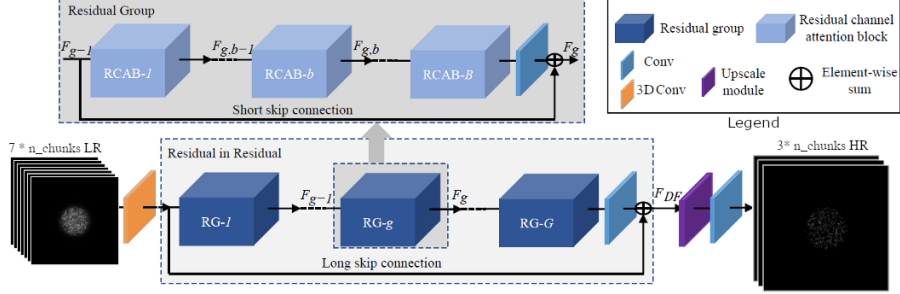 Residual Group
F_{g-1}
RCAB-1
F_{g,b-1}
RCAB-b
F_{g,b}
RCAB-B
F_g
Short skip connection
Residual group
Residual channel
attention block
Conv
3D Conv
Upscale
module
Element-wise
sum
Legend
7 * n_chunks LR
Residual in Residual
RG-1
F_{g-1}
RG-g
F_g
RG-G
F_{DF}
Long skip connection
3* n_chunks HR